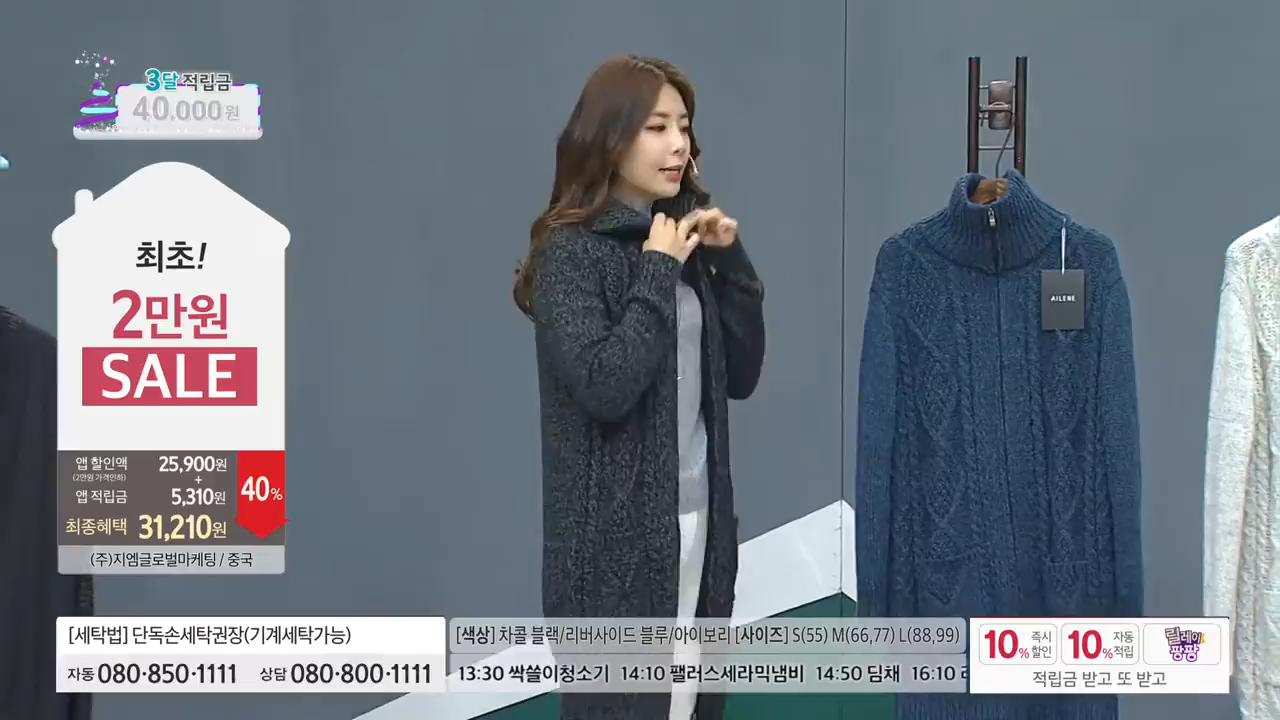 3달 적립금
40,000원
최초!
2만원
SALE
앱 할인액 25,900원
(2만원 가격인하)
+
앱 적립금 5,310원
최종혜택 31,210원
40%
(주)지엠글로벌마케팅 / 중국
AILENE
[세탁법] 단독손세탁권장(기계세탁가능)
자동 080·850·1111 상담 080·800·1111
[색상] 차콜 블랙/리버사이드 블루/아이보리 [사이즈] S(55) M(66,77) L(88,99)
13:30 싹쓸이청소기 14:10 팰러스세라믹냄비 14:50 딤채 16:10
10% 즉시할인
10% 자동적립
릴레이팡팡
적립금 받고 또 받고